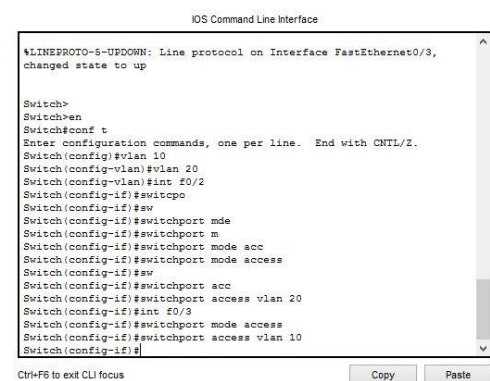 IOS Command Line Interface
%LINEPROTO-5-UPDOWN: Line protocol on Interface FastEthernet0/3,
changed state to up
Switch>
Switch>en
Switch#conf t
Enter configuration commands, one per line.  End with CNTL/Z.
Switch(config)#vlan 10
Switch(config-vlan)#vlan 20
Switch(config-vlan)#int f0/2
Switch(config-if)#switcpo
Switch(config-if)#sw
Switch(config-if)#switchport mde
Switch(config-if)#switchport m
Switch(config-if)#switchport mode acc
Switch(config-if)#switchport mode access
Switch(config-if)#sw
Switch(config-if)#switchport acc
Switch(config-if)#switchport access vlan 20
Switch(config-if)#int f0/3
Switch(config-if)#switchport mode access
Switch(config-if)#switchport access vlan 10
Switch(config-if)#
Ctrl+F6 to exit CLI focus
Copy
Paste